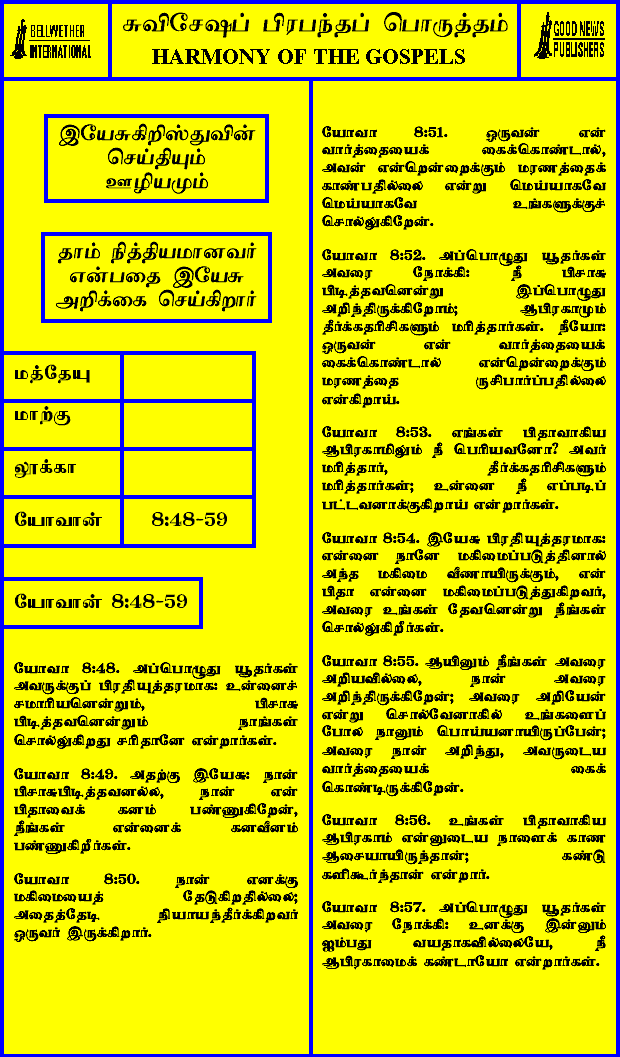 BELLWETHER
INTERNATIONAL
சுவிசேஷப் பிரபந்தப் பொருத்தம்
HARMONY OF THE GOSPELS
GOOD NEWS
PUBLISHERS
இயேசுகிறிஸ்துவின்
செய்தியும்
ஊழியமும்
தாம் நித்தியமானவர்
என்பதை இயேசு
அறிக்கை செய்கிறார்
மத்தேயு
மாற்கு
லூக்கா
யோவான் 8:48-59
யோவான் 8:48-59
யோவா 8:48. அப்பொழுது யூதர்கள்
அவருக்குப் பிரதியுத்தரமாக: உன்னைச்
சமாரியனென்றும், பிசாசு
பிடித்தவனென்றும் நாங்கள்
சொல்லுகிறது சரிதானே என்றார்கள்.
யோவா 8:49. அதற்கு இயேசு: நான்
பிசாசுபிடித்தவனல்ல, நான் என்
பிதாவைக் கனம் பண்ணுகிறேன்,
நீங்கள் என்னைக் கனவீனம்
பண்ணுகிறீர்கள்.
யோவா 8:50. நான் எனக்கு
மகிமையைத் தேடுகிறதில்லை;
அதைத்தேடி நியாயந்தீர்க்கிறவர்
ஒருவர் இருக்கிறார்.
யோவா 8:51. ஒருவன் என்
வார்த்தையைக் கைக்கொண்டால்,
அவன் என்றென்றைக்கும் மரணத்தைக்
காண்பதில்லை என்று மெய்யாகவே
மெய்யாகவே உங்களுக்குச்
சொல்லுகிறேன்.
யோவா 8:52. அப்பொழுது யூதர்கள்
அவரை நோக்கி: நீ பிசாசு
பிடித்தவனென்று இப்பொழுது
அறிந்திருக்கிறோம்; ஆபிரகாமும்
தீர்க்கதரிசிகளும் மரித்தார்கள். நீயோ:
ஒருவன் என் வார்த்தையைக்
கைக்கொண்டால் என்றென்றைக்கும்
மரணத்தை ருசிபார்ப்பதில்லை
என்கிறாய்.
யோவா 8:53. எங்கள் பிதாவாகிய
ஆபிரகாமிலும் நீ பெரியவனோ? அவர்
மரித்தார், தீர்க்கதரிசிகளும்
மரித்தார்கள்; உன்னை நீ எப்படிப்
பட்டவனாக்குகிறாய் என்றார்கள்.
யோவா 8:54. இயேசு பிரதியுத்தரமாக:
என்னை நானே மகிமைப்படுத்தினால்
அந்த மகிமை வீணாயிருக்கும், என்
பிதா என்னை மகிமைப்படுத்துகிறவர்,
அவரை உங்கள் தேவனென்று நீங்கள்
சொல்லுகிறீர்கள்.
யோவா 8:55. ஆயினும் நீங்கள் அவரை
அறியவில்லை, நான் அவரை
அறிந்திருக்கிறேன்; அவரை அறியேன்
என்று சொல்வேனாகில் உங்களைப்
போல நானும் பொய்யனாயிருப்பேன்;
அவரை நான் அறிந்து, அவருடைய
வார்த்தையைக் கைக்
கொண்டிருக்கிறேன்.
யோவா 8:56. உங்கள் பிதாவாகிய
ஆபிரகாம் என்னுடைய நாளைக் காண
ஆசையாயிருந்தான்; கண்டு
களிகூர்ந்தான் என்றார்.
யோவா 8:57. அப்பொழுது யூதர்கள்
அவரை நோக்கி: உனக்கு இன்னும்
ஐம்பது வயதாகவில்லையே, நீ
ஆபிரகாமைக் கண்டாயோ என்றார்கள்.